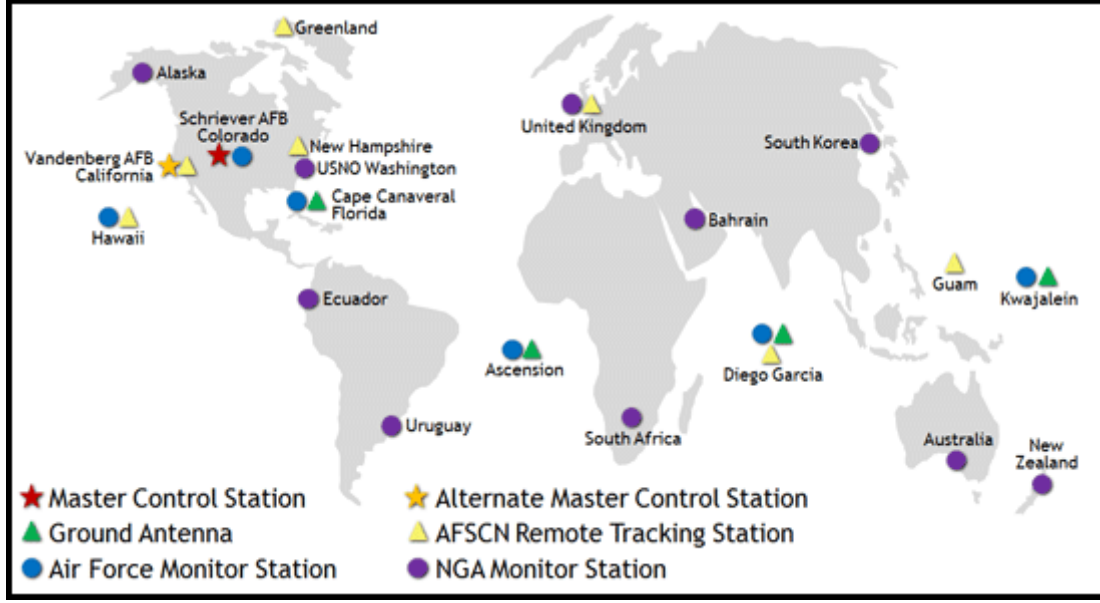 Greenland
Alaska
Schriever AFB
Colorado
United Kingdom
New Hampshire
South Korea
Vandenberg AFB
California
USNO Washington
Cape Canaveral
Florida
Hawaii
Bahrain
Guam
Kwajalein
Ecuador
Ascension
Diego Garcia
Uruguay
South Africa
Australia
New
Zealand
Master Control Station
Alternate Master Control Station
Ground Antenna
AFSCN Remote Tracking Station
Air Force Monitor Station
NGA Monitor Station